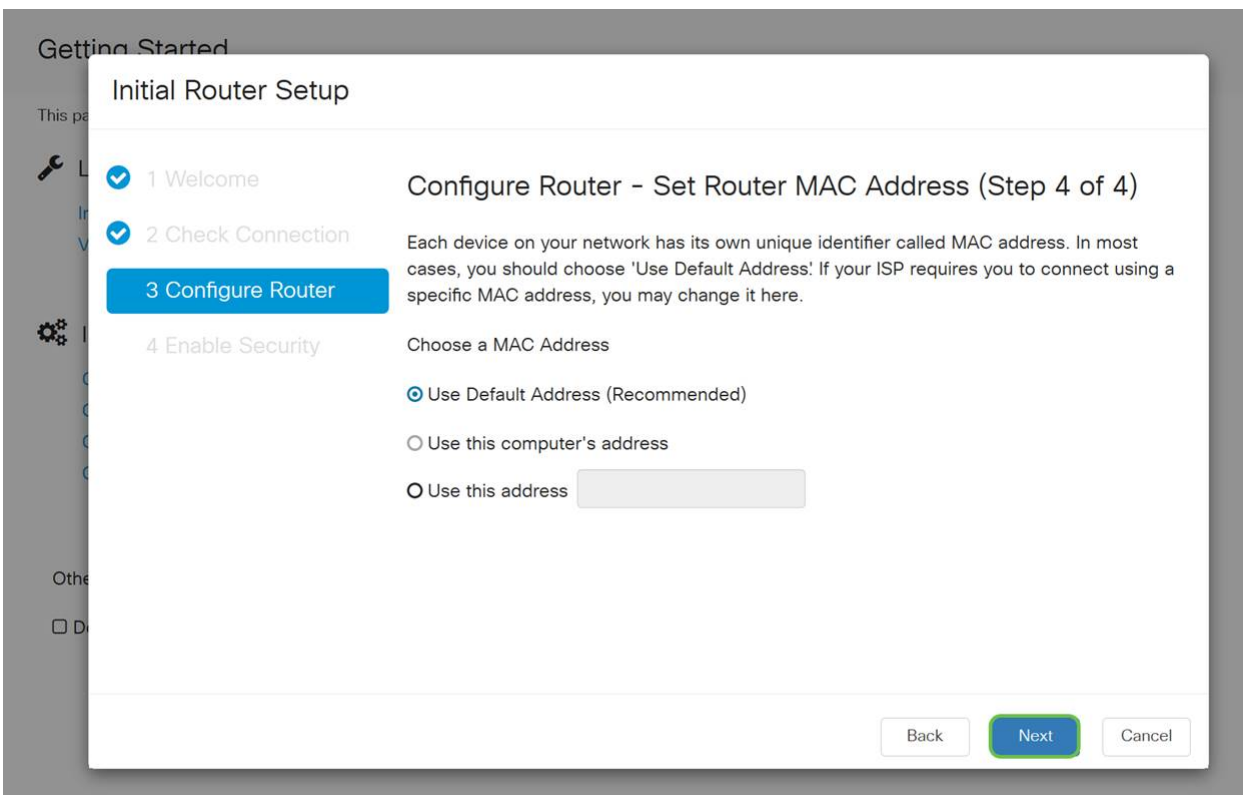 Getting Started
Initial Router Setup
This pa
L
In
V
1 Welcome
2 Check Connection
3 Configure Router
4 Enable Security
Configure Router - Set Router MAC Address (Step 4 of 4)
Each device on your network has its own unique identifier called MAC address. In most
cases, you should choose 'Use Default Address.' If your ISP requires you to connect using a
specific MAC address, you may change it here.
Choose a MAC Address
Use Default Address (Recommended)
Use this computer's address
Use this address
Othe
Back
Next
Cancel